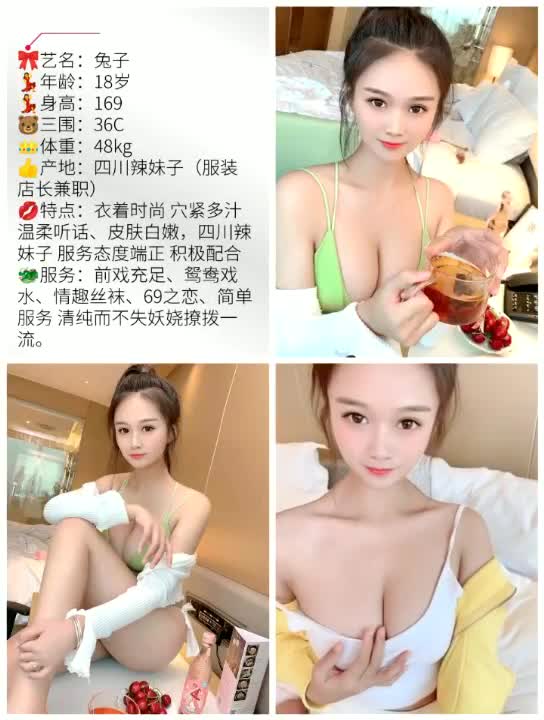 🎀艺名：兔子
💃年龄：18岁
💃身高：169
🐻三围：36C
👑体重：48kg
👍产地：四川辣妹子（服装
店长兼职）
💋特点：衣着时尚 穴紧多汁
温柔听话、皮肤白嫩，四川辣
妹子 服务态度端正 积极配合
🐲服务：前戏充足、鸳鸯戏
水、情趣丝袜、69之恋、简单
服务 清纯而不失妖娆撩拨一
流。